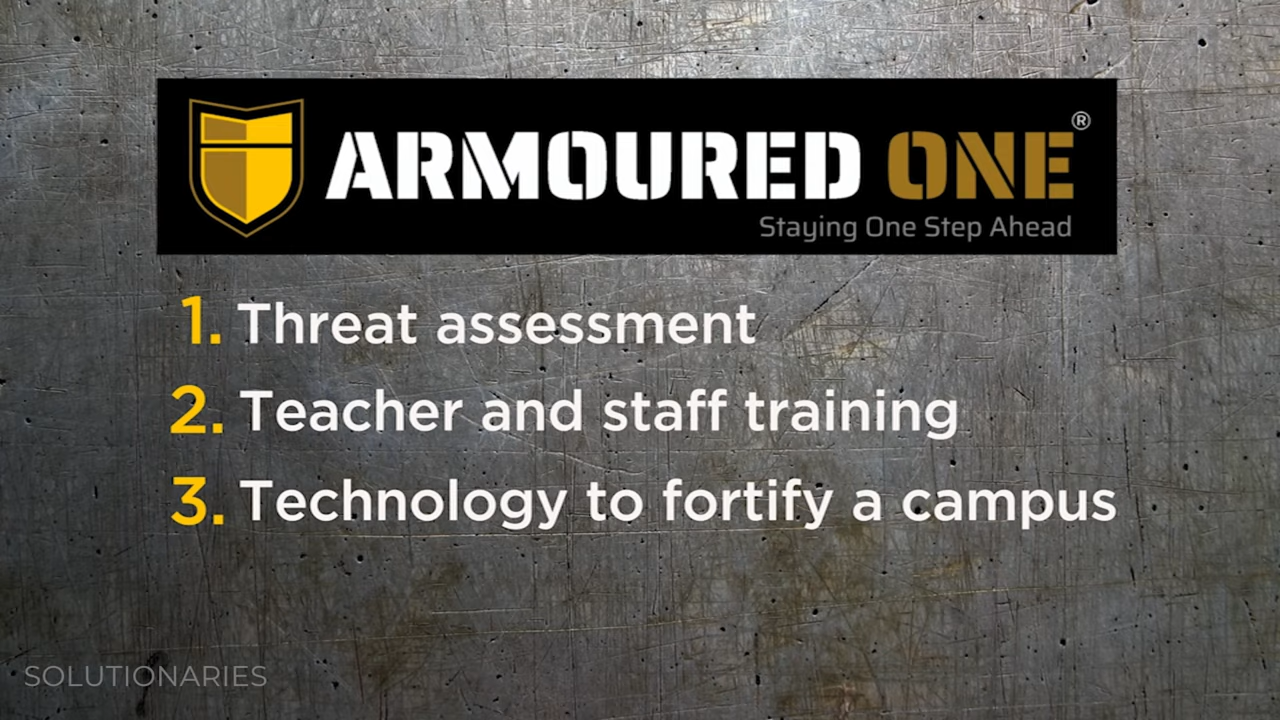 ARMOURED ONE®
Staying One Step Ahead
1. Threat assessment
2. Teacher and staff training
3. Technology to fortify a campus
SOLUTIONARIES